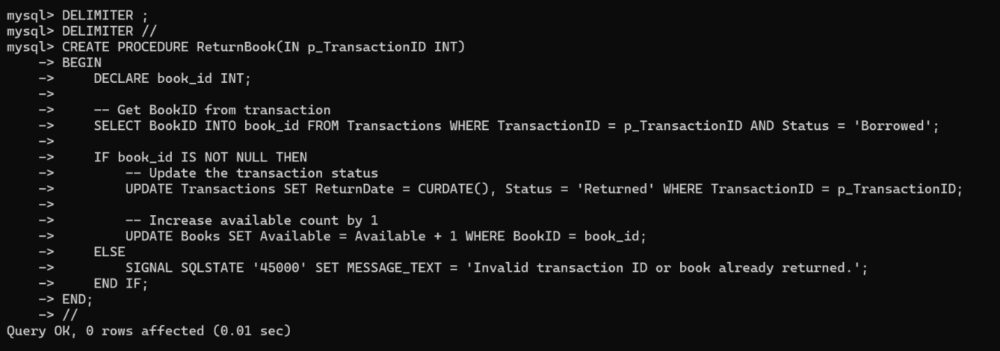 mysql> DELIMITER ;
mysql> DELIMITER //
mysql> CREATE PROCEDURE ReturnBook(IN p_TransactionID INT)
    -> BEGIN
    ->     DECLARE book_id INT;
    ->
    ->     -- Get BookID from transaction
    ->     SELECT BookID INTO book_id FROM Transactions WHERE TransactionID = p_TransactionID AND Status = 'Borrowed';
    ->
    ->     IF book_id IS NOT NULL THEN
    ->         -- Update the transaction status
    ->         UPDATE Transactions SET ReturnDate = CURDATE(), Status = 'Returned' WHERE TransactionID = p_TransactionID;
    ->
    ->         -- Increase available count by 1
    ->         UPDATE Books SET Available = Available + 1 WHERE BookID = book_id;
    ->     ELSE
    ->         SIGNAL SQLSTATE '45000' SET MESSAGE_TEXT = 'Invalid transaction ID or book already returned.';
    ->     END IF;
    -> END;
    -> //
Query OK, 0 rows affected (0.01 sec)